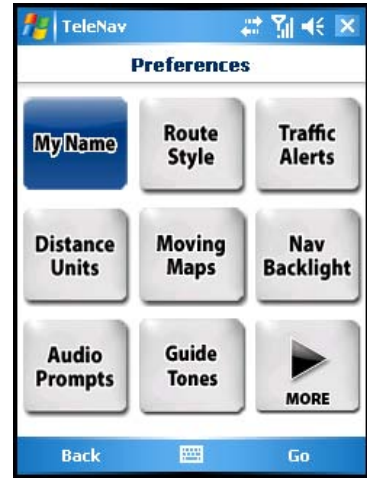 TeleNav
Preferences
My Name
Route
Style
Traffic
Alerts
Distance
Units
Moving
Maps
Nav
Backlight
Audio
Prompts
Guide
Tones
MORE
Back
Go